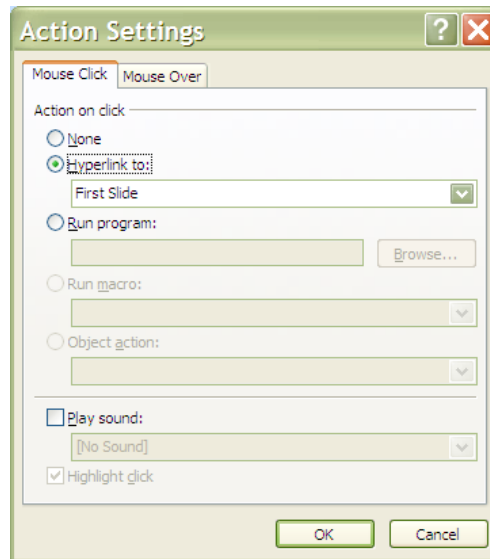 Action Settings
Mouse Click Mouse Over
Action on click
None
Hyperlink to:
First Slide
Run program:
Browse...
Run macro:
Object action:
Play sound:
[No Sound]
Highlight click
OK Cancel